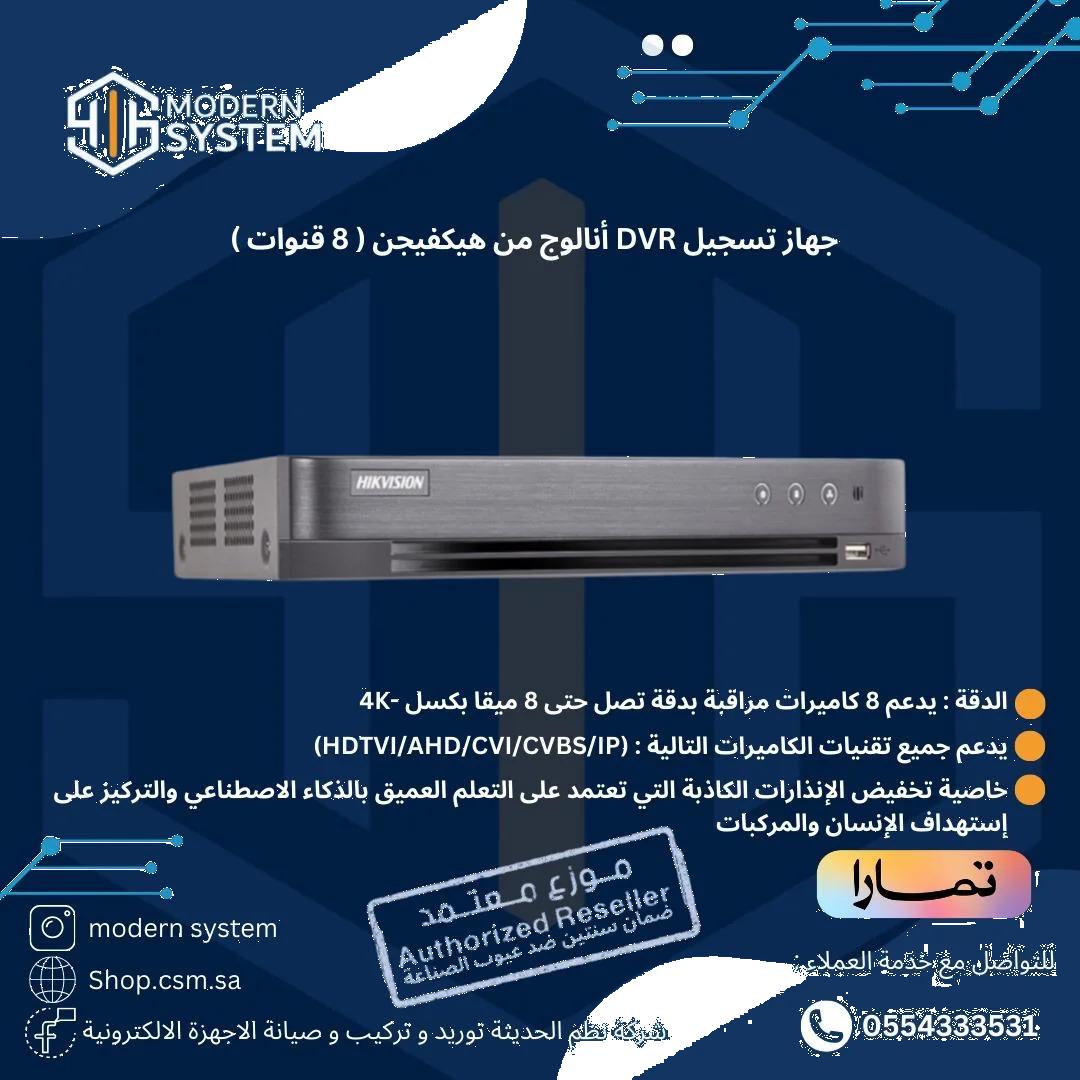 MODERN
SYSTEM
جهاز تسجيل DVR أنالوج من هيكفيجن ( 8 قنوات )
HIKVISION
الدقة : يدعم 8 كاميرات مراقبة بدقة تصل حتى 8 ميقا بكسل -4K
يدعم جميع تقنيات الكاميرات التالية : (HDTVI/AHD/CVI/CVBS/IP)
خاصية تخفيض الإنذارات الكاذبة التي تعتمد على التعلم العميق بالذكاء الاصطناعي والتركيز على
إستهداف الإنسان والمركبات
موزع معتمد
Authorized Reseller
ضمان سنتين ضد عيوب الصناعة
تمارا
modern system
Shop.csm.sa
شركة نظم الحديثة توريد و تركيب و صيانة الاجهزة الالكترونية
للتواصل مع خدمة العملاء:
0554333531